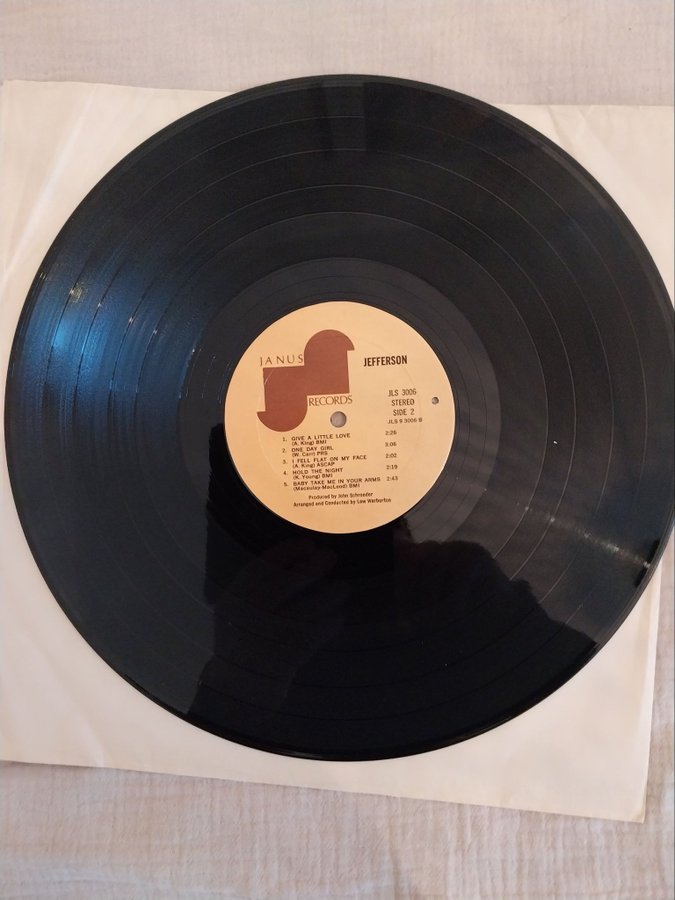 JANUS
RECORDS
JEFFERSON
JLS 3006
STEREO
SIDE 2
JLS 9 3006 B
1. GIVE A LITTLE LOVE 2:26
(A. King) BMI
2. ONE DAY GIRL 3:06
(W. Carr) PRS
3. I FELL FLAT ON MY FACE 2:02
(A. King) ASCAP
4. HOLD THE NIGHT 2:19
(K. Young) BMI
5. BABY TAKE ME IN YOUR ARMS 2:43
(Macaulay-MacLeod) BMI
Produced by John Schroeder
Arranged and Conducted by Lew Warburton